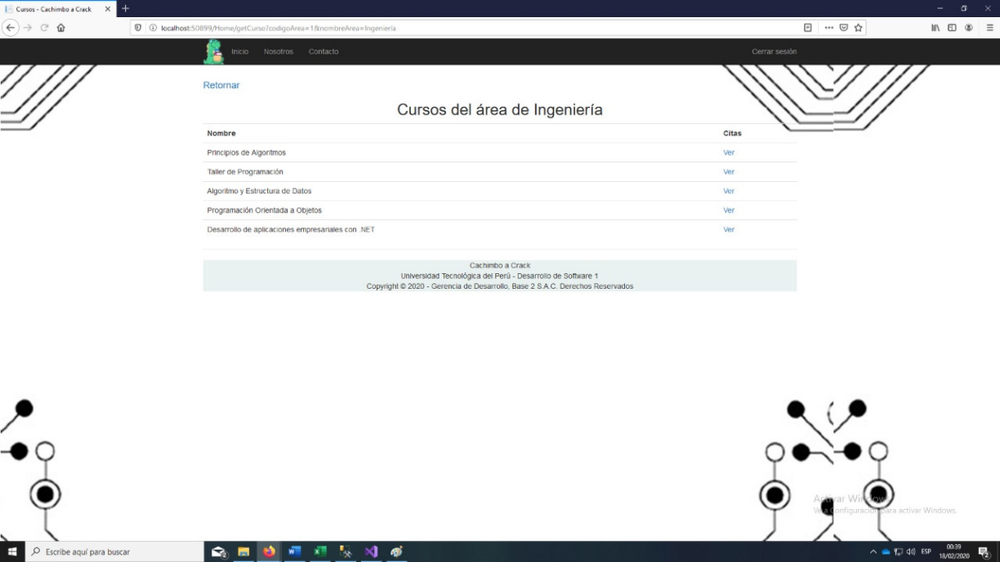 Cursos - Cachimbo a Crack
localhost:50899/Home/getCurso?codigoArea=1&nombreArea=Ingeniería
Inicio Nosotros Contacto Cerrar sesión
Retornar
Cursos del área de Ingeniería
Nombre Citas
Principios de Algoritmos Ver
Taller de Programación Ver
Algoritmo y Estructura de Datos Ver
Programación Orientada a Objetos Ver
Desarrollo de aplicaciones empresariales con .NET Ver
Cachimbo a Crack
Universidad Tecnológica del Perú - Desarrollo de Software 1
Copyright © 2020 - Gerencia de Desarrollo, Base 2 S.A.C. Derechos Reservados
Activar Windows
Ve a Configuración para activar Windows.
Escribe aquí para buscar
ESP
00:39
18/02/2020
2